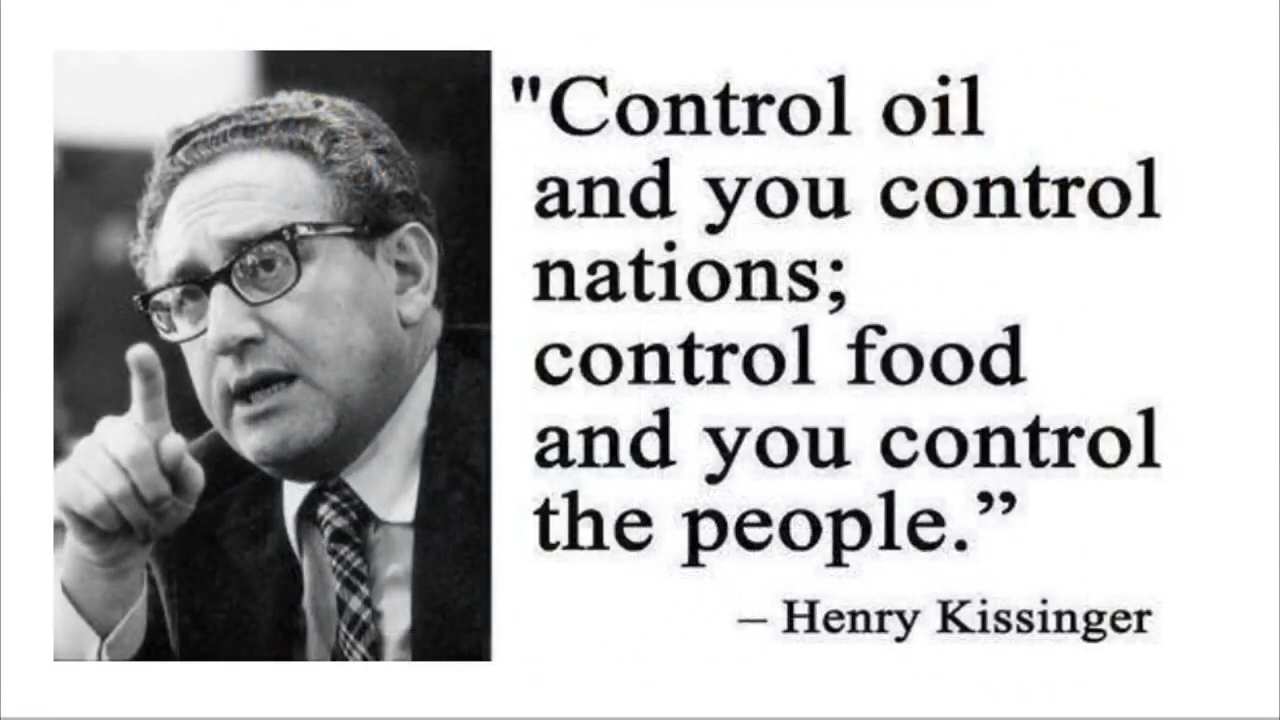 "Control oil
and you control
nations;
control food
and you control
the people.”
– Henry Kissinger